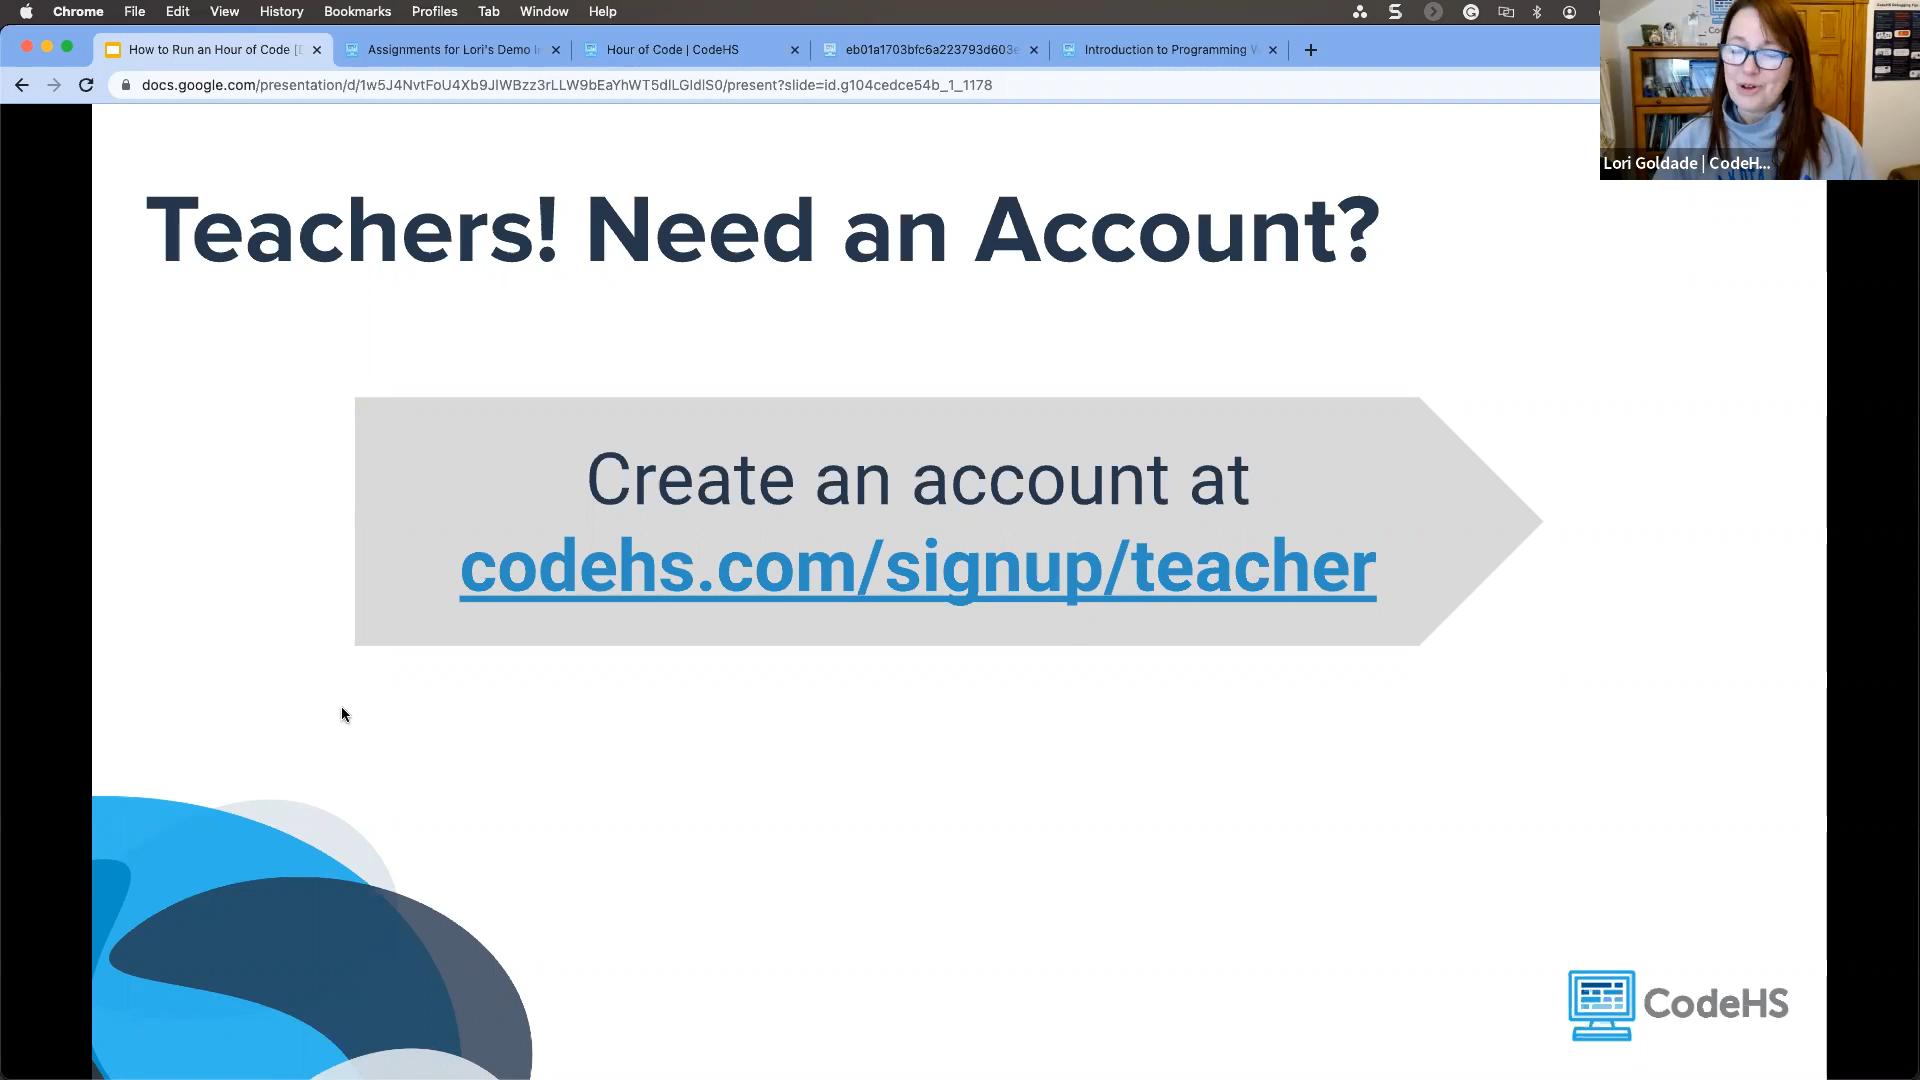 Chrome File Edit View History Bookmarks Profiles Tab Window Help
How to Run an Hour of Code [
Assignments for Lori's Demo
Hour of Code | CodeHS
eb01a1703bfc6a223793d603
Introduction to Programming
docs.google.com/presentation/d/1w5J4NvtFoU4Xb9JlWBzz3rLLW9bEaYhWT5dlLGIdlS0/present?slide=id.g104cedce54b_1_1178
Lori Goldade | CodeH...
Teachers! Need an Account?
Create an account at
codehs.com/signup/teacher
CodeHS